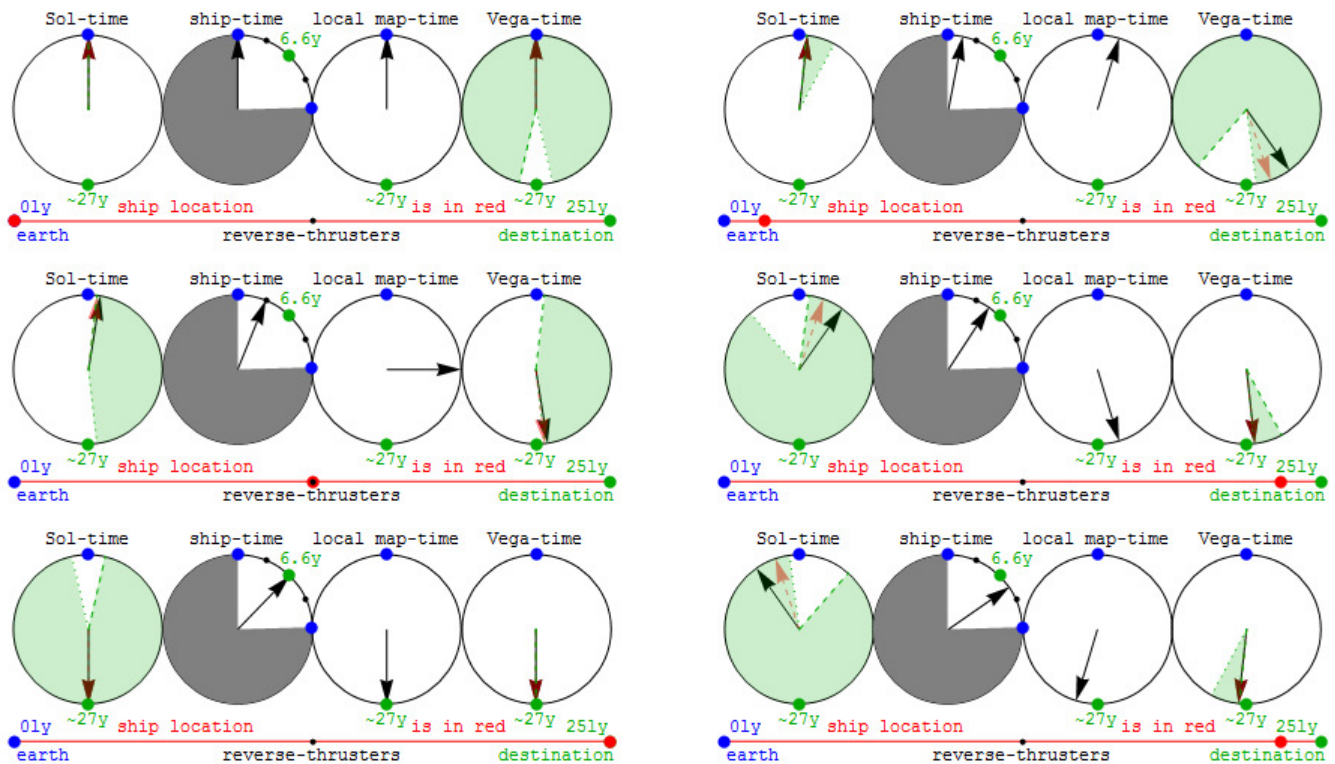 Sol-time ship-time local map-time Vega-time
6.6y
~27y ~27y ~27y
0ly ship location is in red 25ly
earth reverse-thrusters destination
Sol-time ship-time local map-time Vega-time
6.6y
~27y ~27y ~27y
0ly ship location is in red 25ly
earth reverse-thrusters destination
Sol-time ship-time local map-time Vega-time
6.6y
~27y ~27y ~27y
0ly ship location is in red 25ly
earth reverse-thrusters destination
Sol-time ship-time local map-time Vega-time
6.6y
~27y ~27y ~27y
0ly ship location is in red 25ly
earth reverse-thrusters destination
Sol-time ship-time local map-time Vega-time
6.6y
~27y ~27y ~27y
0ly ship location is in red 25ly
earth reverse-thrusters destination
Sol-time ship-time local map-time Vega-time
6.6y
~27y ~27y ~27y
0ly ship location is in red 25ly
earth reverse-thrusters destination